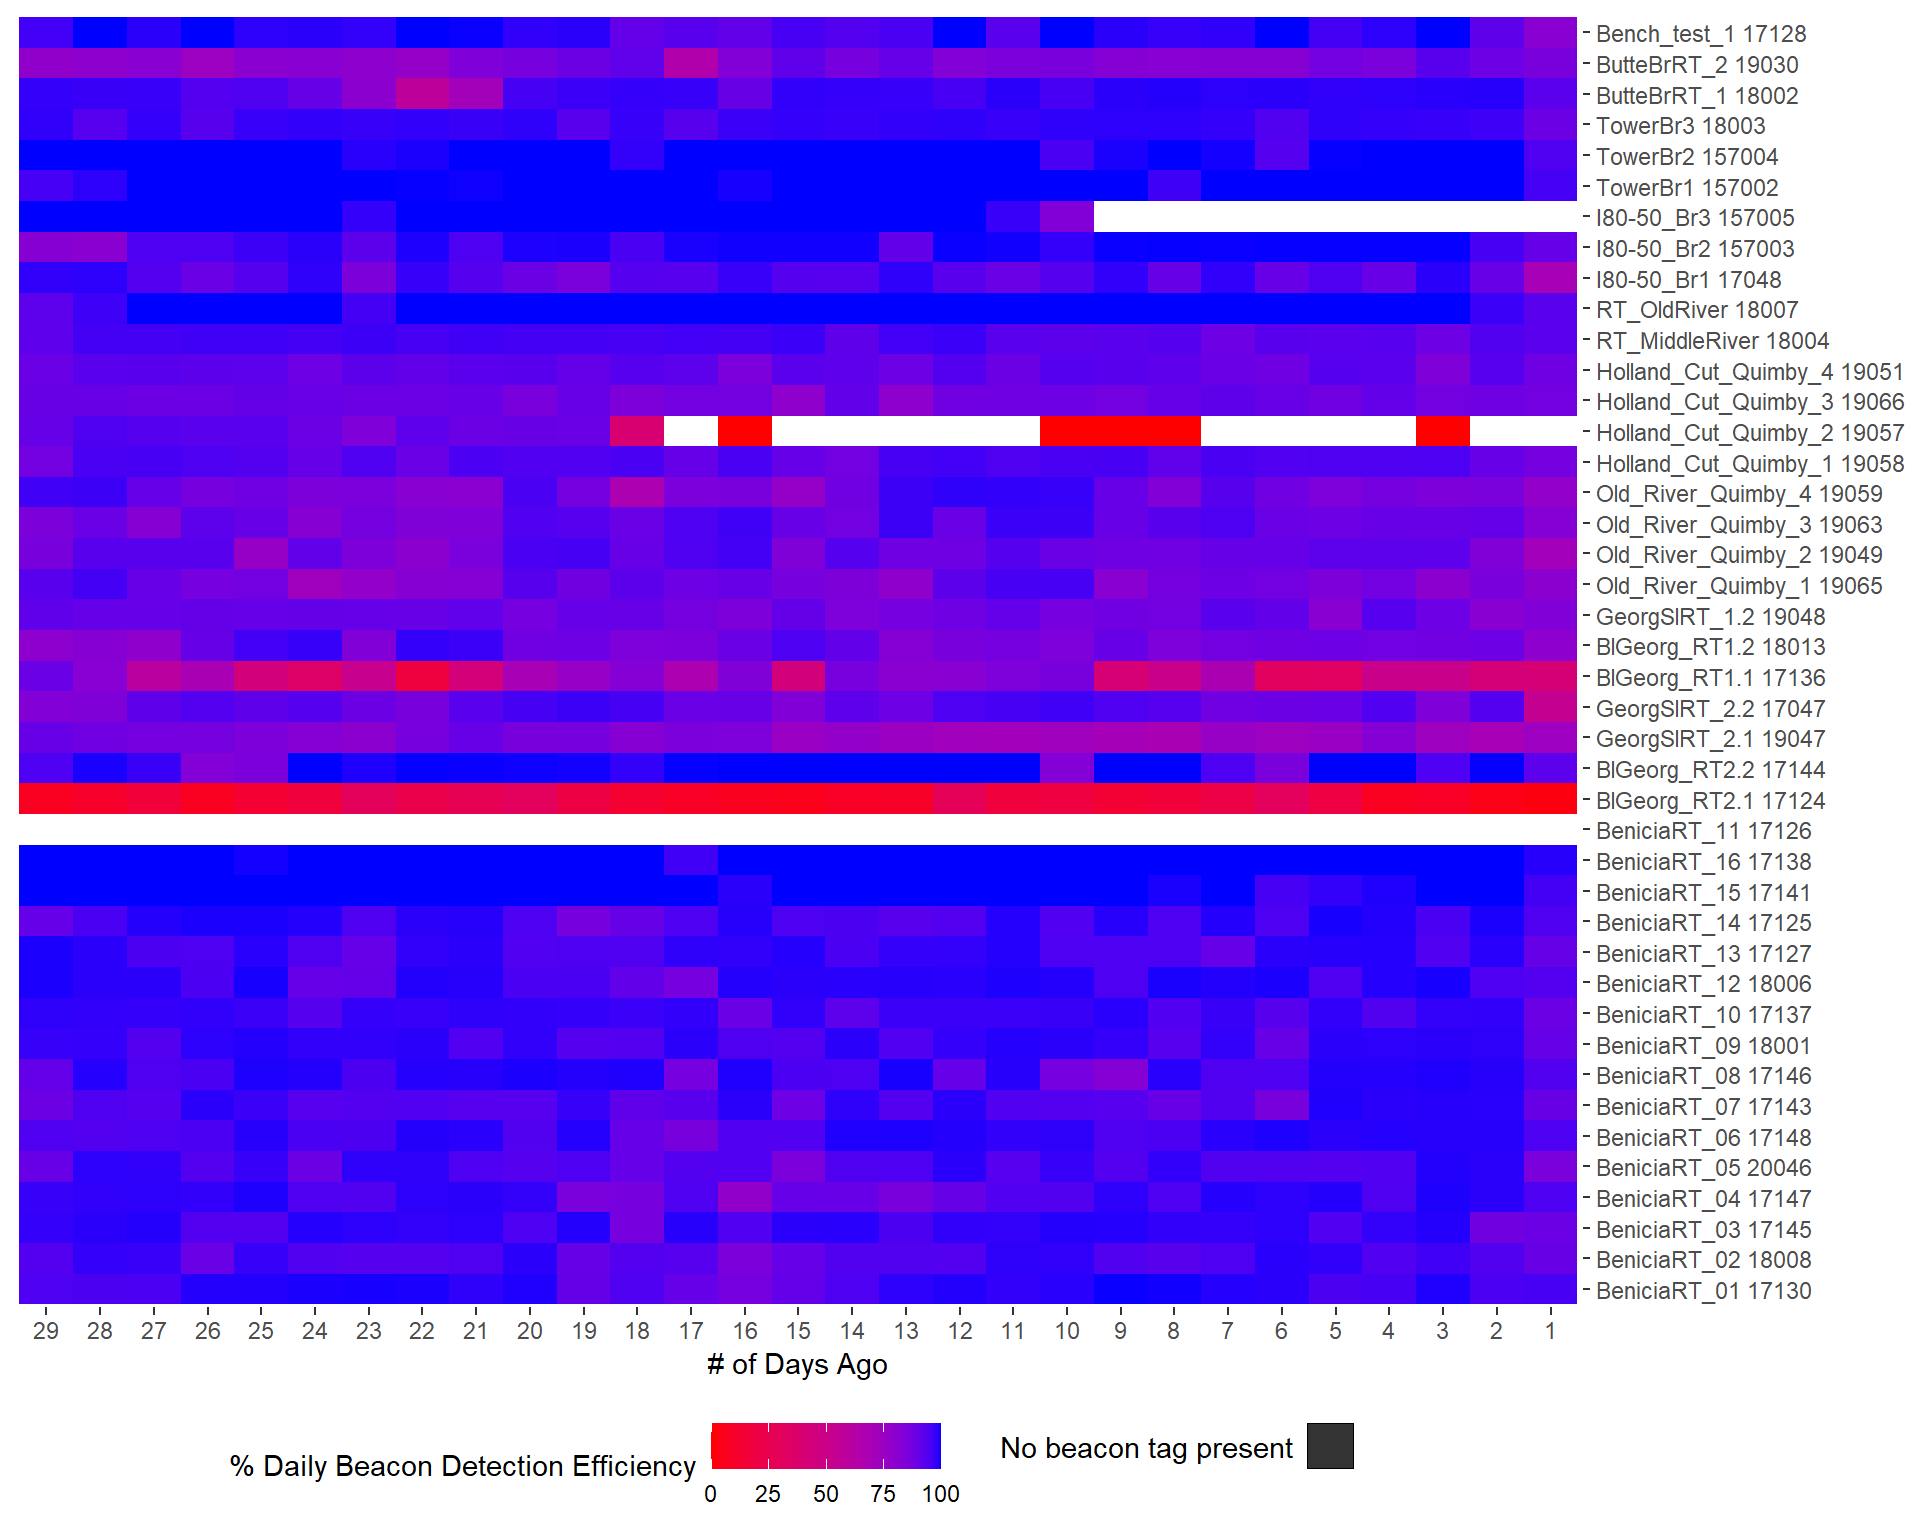 Bench_test_1 17128
ButteBrRT_2 19030
ButteBrRT_1 18002
TowerBr3 18003
TowerBr2 157004
TowerBr1 157002
I80-50_Br3 157005
I80-50_Br2 157003
I80-50_Br1 17048
RT_OldRiver 18007
RT_MiddleRiver 18004
Holland_Cut_Quimby_4 19051
Holland_Cut_Quimby_3 19066
Holland_Cut_Quimby_2 19057
Holland_Cut_Quimby_1 19058
Old_River_Quimby_4 19059
Old_River_Quimby_3 19063
Old_River_Quimby_2 19049
Old_River_Quimby_1 19065
GeorgSlRT_1.2 19048
BlGeorg_RT1.2 18013
BlGeorg_RT1.1 17136
GeorgSlRT_2.2 17047
GeorgSlRT_2.1 19047
BlGeorg_RT2.2 17144
BlGeorg_RT2.1 17124
BeniciaRT_11 17126
BeniciaRT_16 17138
BeniciaRT_15 17141
BeniciaRT_14 17125
BeniciaRT_13 17127
BeniciaRT_12 18006
BeniciaRT_10 17137
BeniciaRT_09 18001
BeniciaRT_08 17146
BeniciaRT_07 17143
BeniciaRT_06 17148
BeniciaRT_05 20046
BeniciaRT_04 17147
BeniciaRT_03 17145
BeniciaRT_02 18008
BeniciaRT_01 17130
29 28 27 26 25 24 23 22 21 20 19 18 17 16 15 14 13 12 11 10 9 8 7 6 5 4 3 2 1
# of Days Ago
% Daily Beacon Detection Efficiency
0 25 50 75 100
No beacon tag present